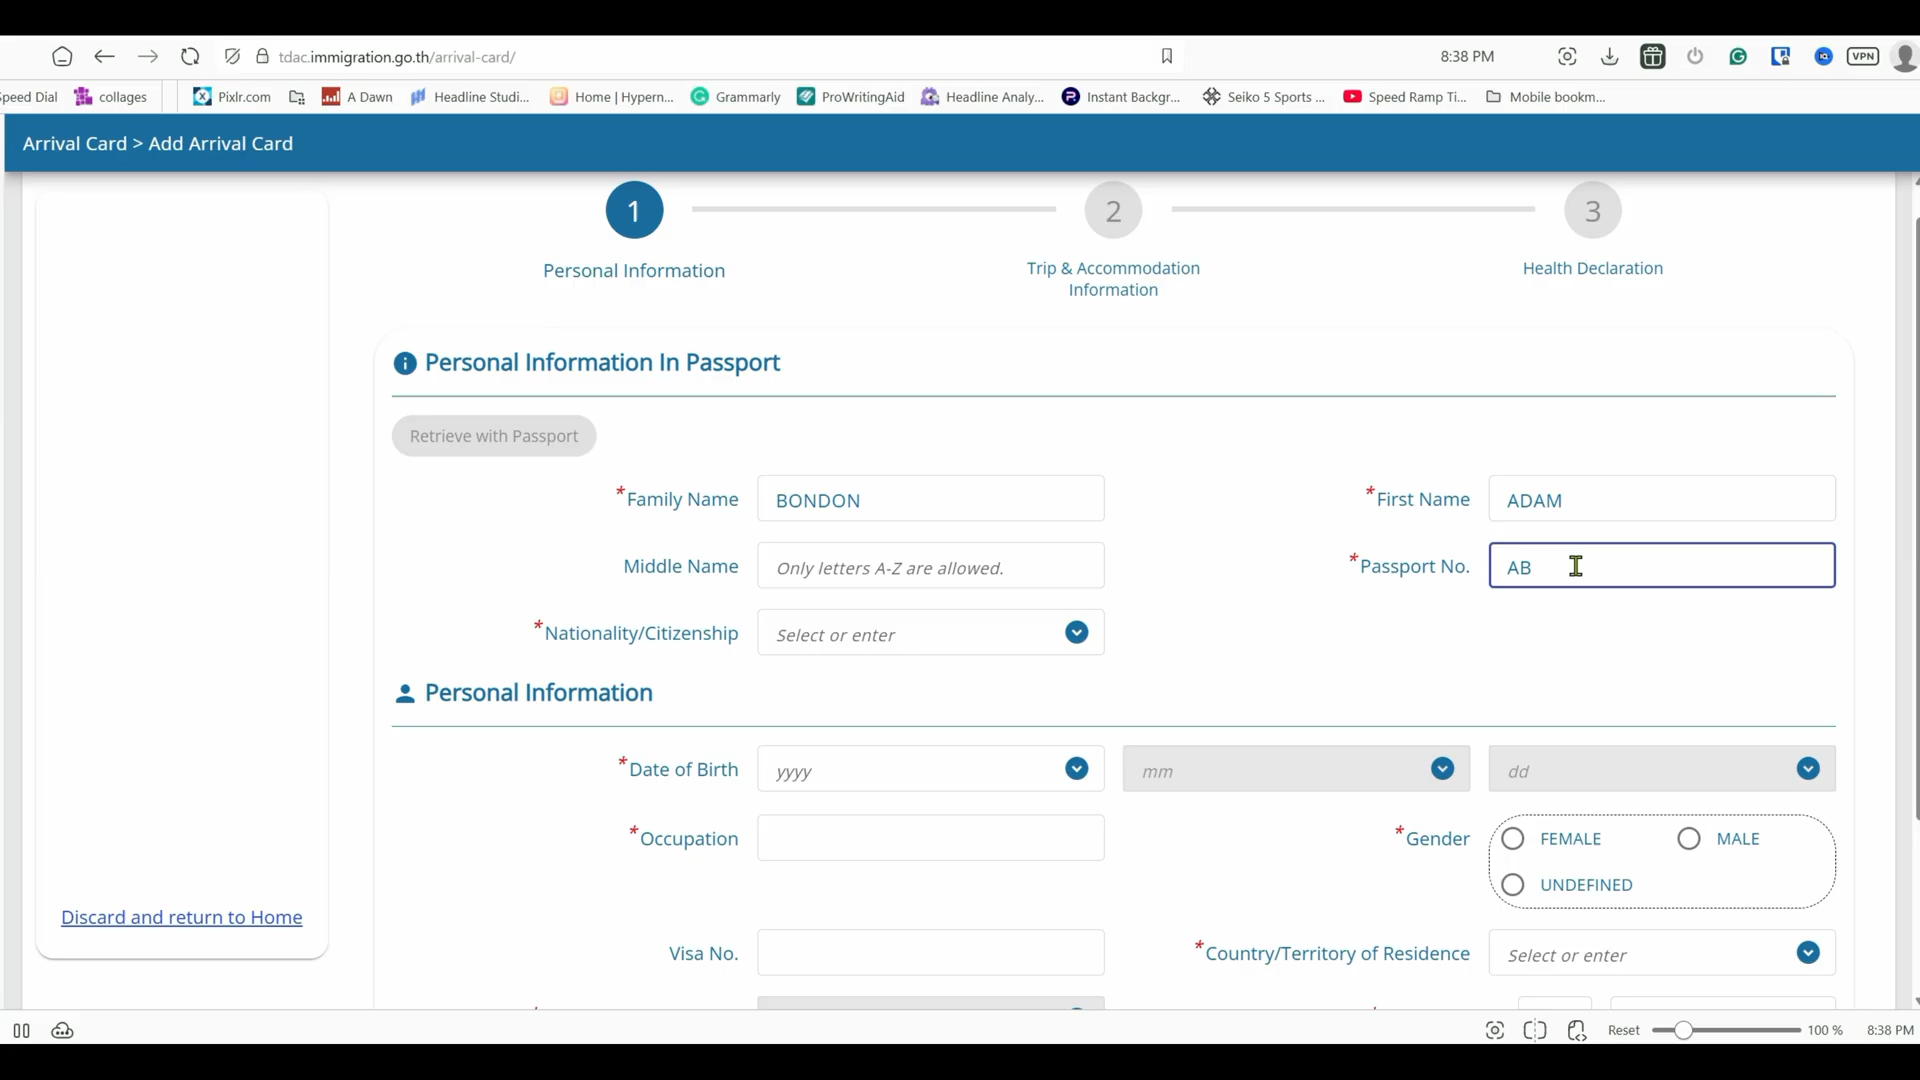 tdac.immigration.go.th/arrival-card/
8:38 PM
VPN
peed Dial
collages
Pixlr.com
A Dawn
Headline Studi...
Home | Hypern...
Grammarly
ProWritingAid
Headline Analy...
Instant Backgr...
Seiko 5 Sports ...
Speed Ramp Ti...
Mobile bookm...
Arrival Card > Add Arrival Card
1
2
3
Personal Information
Trip & Accommodation
Information
Health Declaration
Personal Information In Passport
Retrieve with Passport
*Family Name
BONDON
*First Name
ADAM
Middle Name
Only letters A-Z are allowed.
*Passport No.
AB
*Nationality/Citizenship
Select or enter
Personal Information
*Date of Birth
yyyy
mm
dd
*Occupation
*Gender
FEMALE
MALE
UNDEFINED
Discard and return to Home
Visa No.
*Country/Territory of Residence
Select or enter
Reset
100 %
8:38 PM